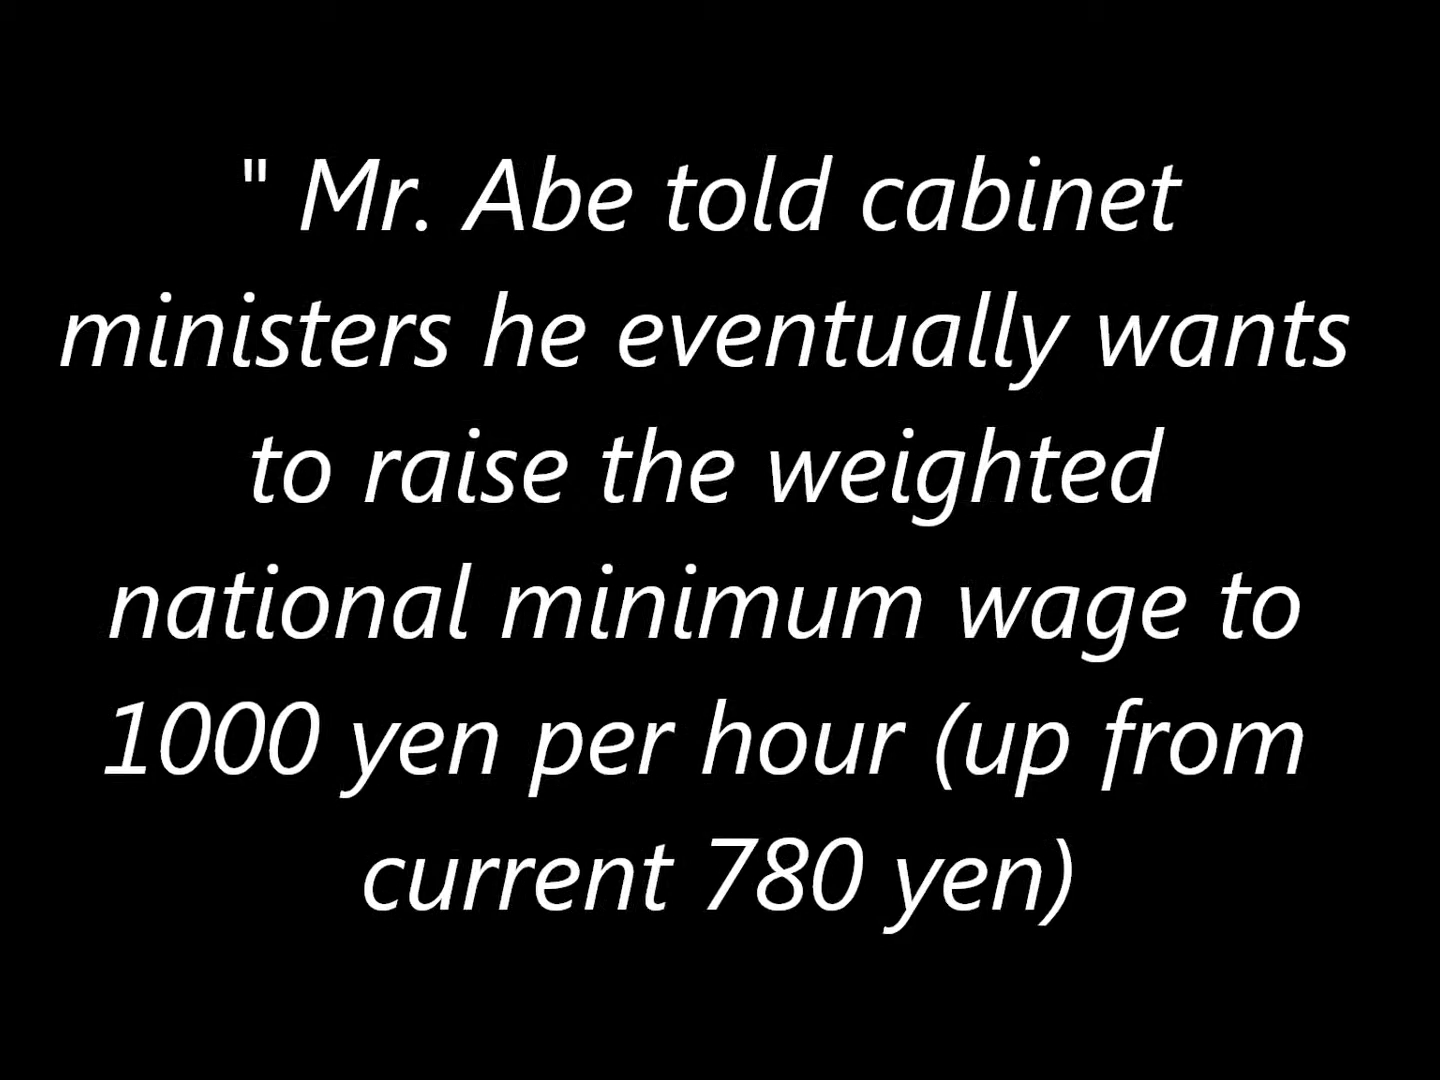 " Mr. Abe told cabinet
ministers he eventually wants
to raise the weighted
national minimum wage to
1000 yen per hour (up from
current 780 yen)